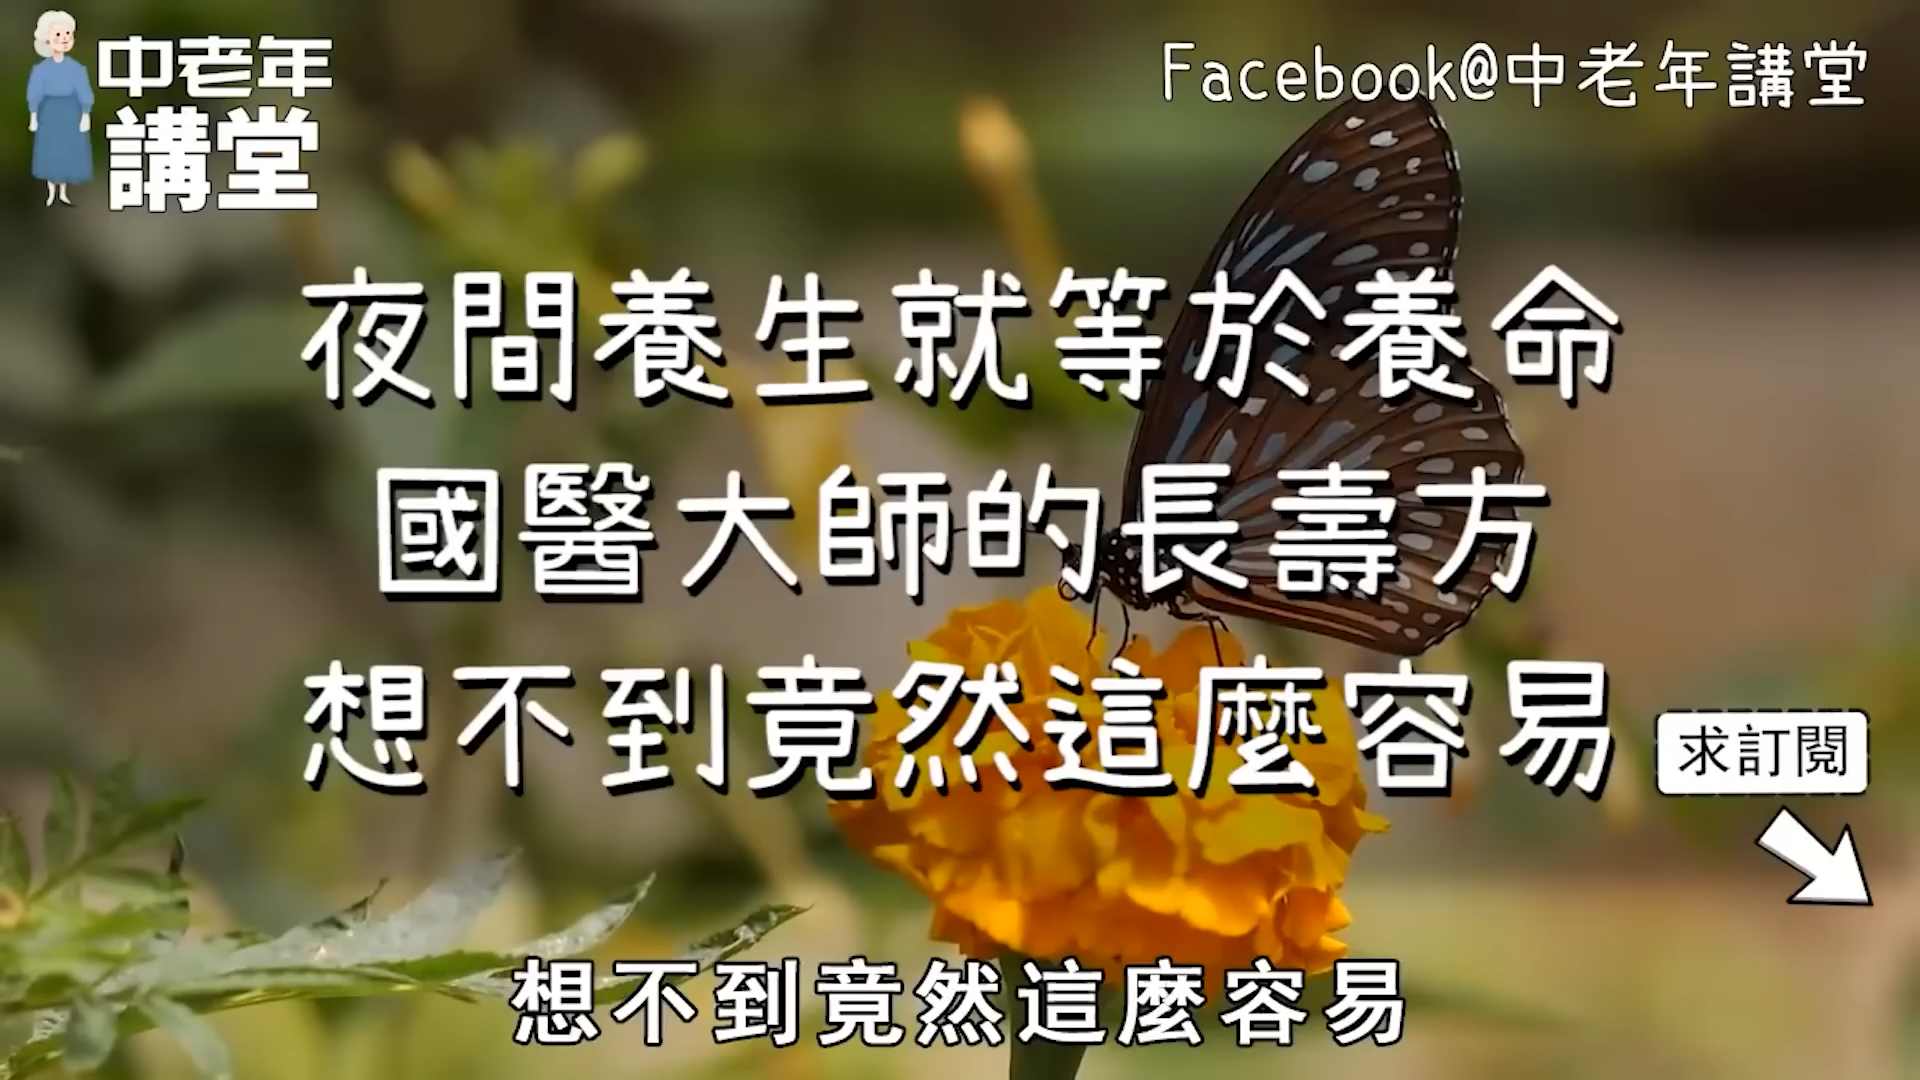 中老年
講堂
Facebook@中老年講堂
夜間養生就等於養命
國醫大師的長壽方
想不到竟然這麼容易
求訂閱
想不到竟然這麼容易